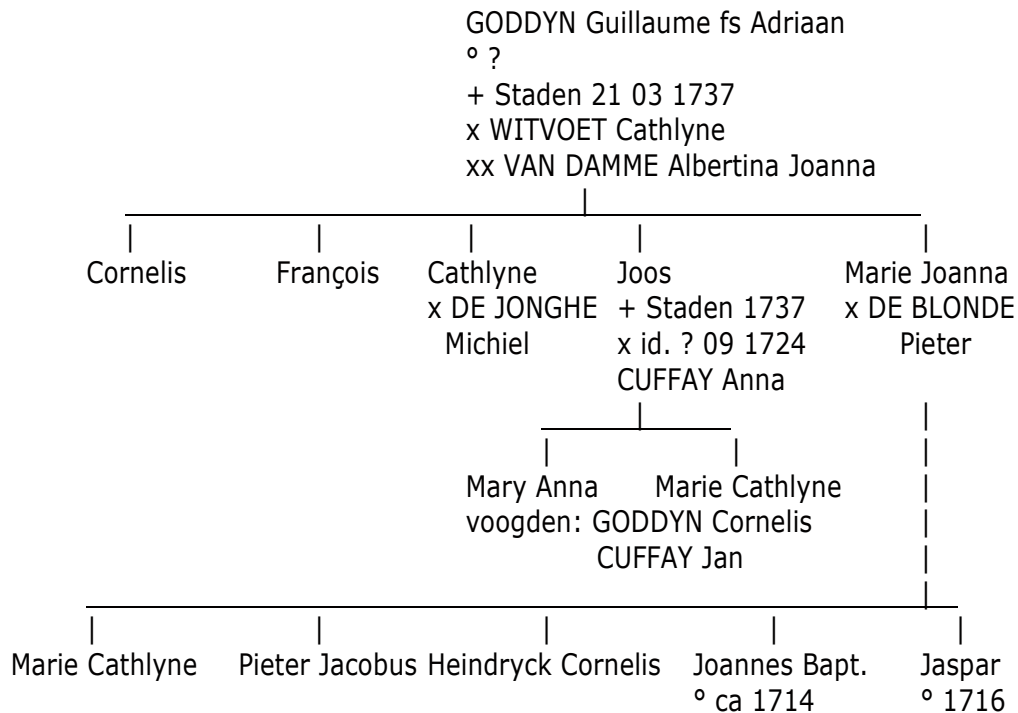 GODDYN Guillaume fs Adriaan
° ?
+ Staden 21 03 1737
x WITVOET Cathlyne
xx VAN DAMME Albertina Joanna
Cornelis François Cathlyne Joos Marie Joanna
x DE JONGHE + Staden 1737 x DE BLONDE
Michiel x id. ? 09 1724 Pieter
CUFFAY Anna
Mary Anna Marie Cathlyne
voogden: GODDYN Cornelis
CUFFAY Jan
Marie Cathlyne Pieter Jacobus Heindryck Cornelis Joannes Bapt. Jaspar
° ca 1714 ° 1716